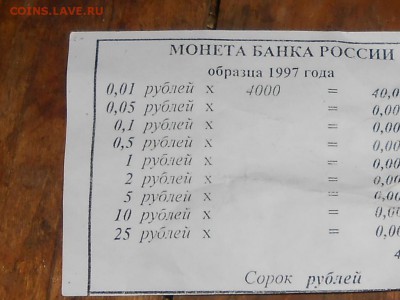 COINS.LAVE.RU
МОНЕТА БАНКА РОССИИ
образца 1997 года
0,01 рублей х 4000 = 40,0
0,05 рублей х = 0,00
0,1 рублей х = 0,00
0,5 рублей х = 0,00
1 рублей х = 0,00
2 рублей х = 0,00
5 рублей х = 0,00
10 рублей х = 0,00
25 рублей х = 0,00
4
Сорок рублей